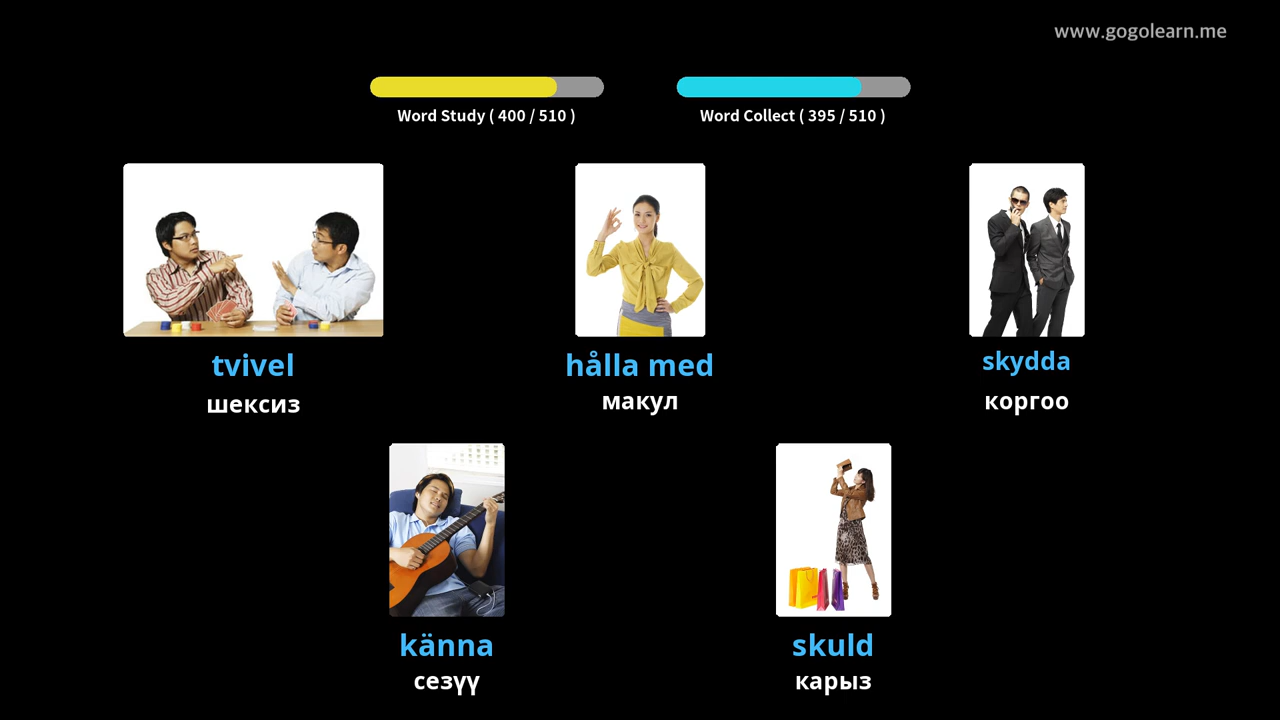 www.gogolearn.me
Word Study ( 400 / 510 )
Word Collect ( 395 / 510 )
tvivel
шексиз
hålla med
макул
skydda
коргоо
känna
сезүү
skuld
карыз